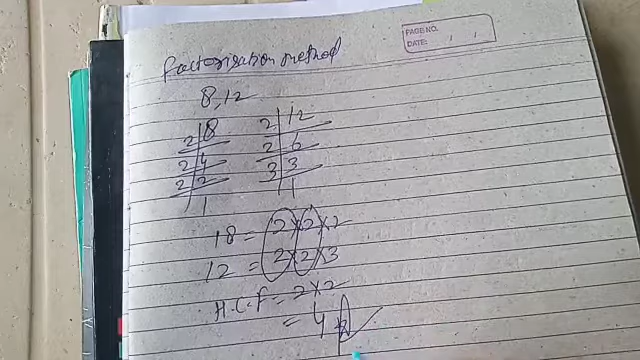 PAGE NO.
DATE: / /
factorisation method
8, 12
2 | 8
2 | 4
2 | 2
1
2 | 12
2 | 6
3 | 3
1
18 = 2 × 2 × 2
12 = 2 × 2 × 3
H.C.F = 2 × 2
= 4